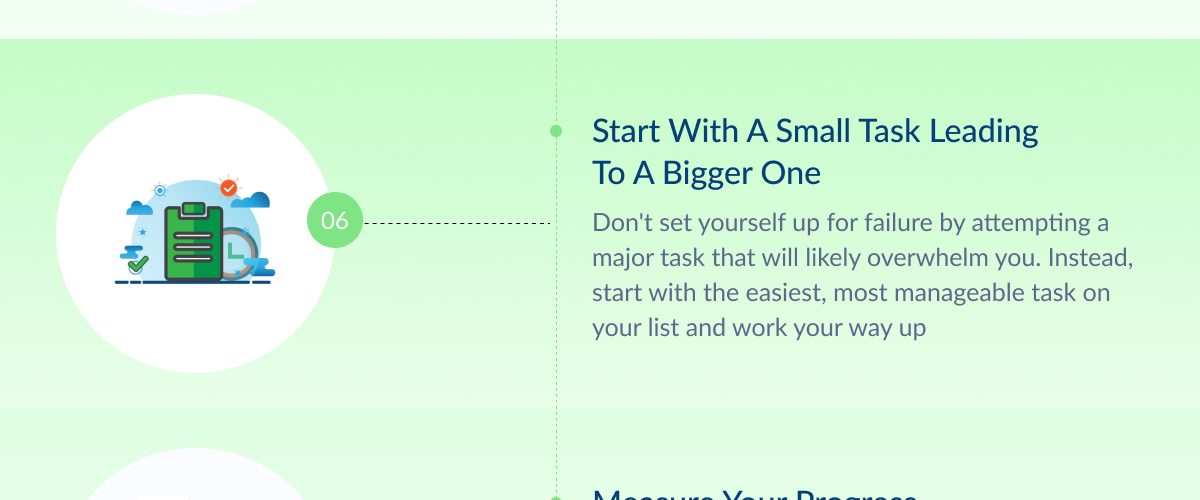 06
Start With A Small Task Leading
To A Bigger One
Don't set yourself up for failure by attempting a
major task that will likely overwhelm you. Instead,
start with the easiest, most manageable task on
your list and work your way up
Measure Your Progress